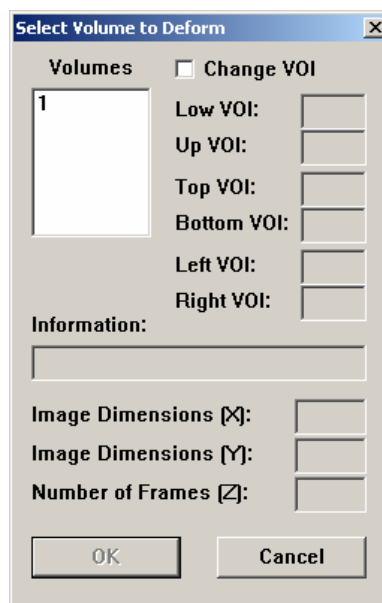 Select Volume to Deform
Volumes
Change VOI
1
Low VOI:
Up VOI:
Top VOI:
Bottom VOI:
Left VOI:
Right VOI:
Information:
Image Dimensions (X):
Image Dimensions (Y):
Number of Frames (Z):
OK
Cancel